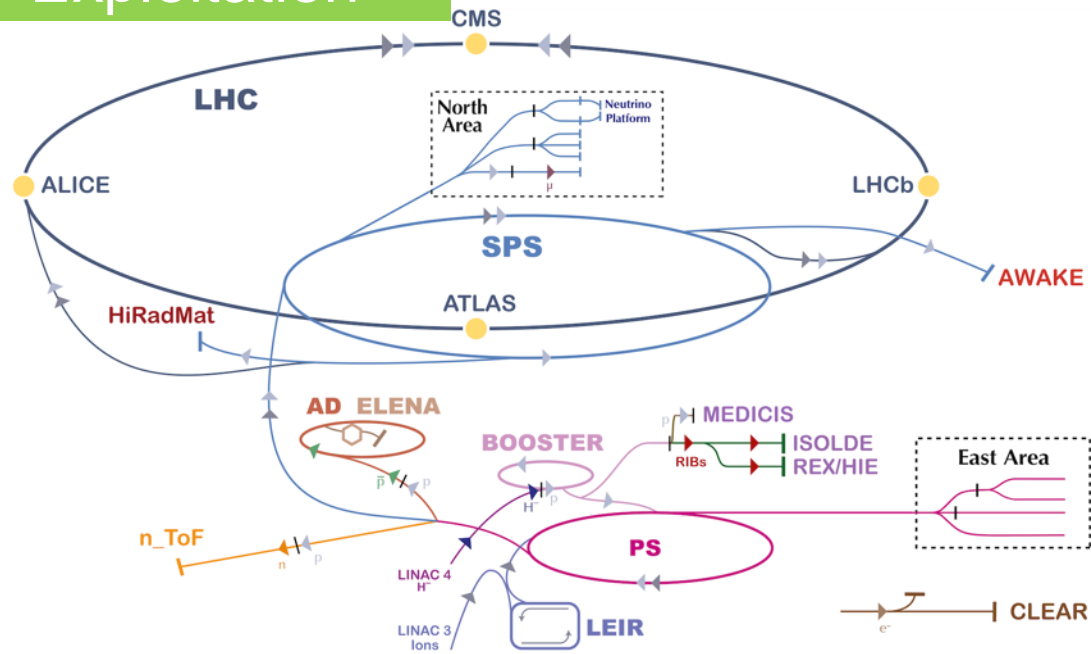 Exploitation
CMS
LHC
North
Area
Neutrino
Platform
μ
ALICE
LHCb
SPS
AWAKE
ATLAS
HiRadMat
AD ELENA
p̅
p
BOOSTER
H⁻
p
p
MEDICIS
RIBs
ISOLDE
REX/HIE
East Area
n_ToF
n
p
PS
LINAC 4
H⁻
LINAC 3
Ions
LEIR
e⁻
CLEAR